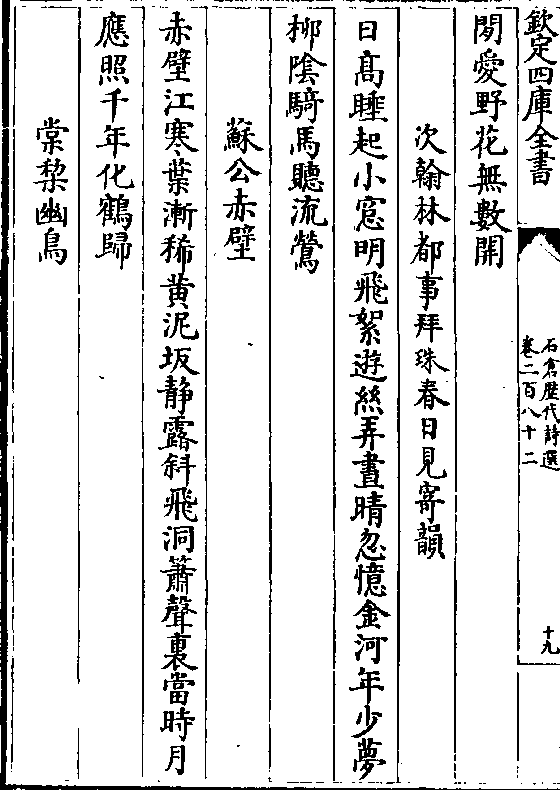 欽定四庫全書
石倉歷代詩選
卷二百八十二
十九
閒愛野花無數開
次翰林都事拜珠春日見寄韻
日高睡起小窻明飛絮遊絲弄晝晴忽憶金河年少夢
柳陰騎馬聽流鶯
蘇公赤壁
赤壁江寒葉漸稀黄泥坂静露斜飛洞簫聲裏當時月
應照千年化鶴歸
棠梨幽鳥